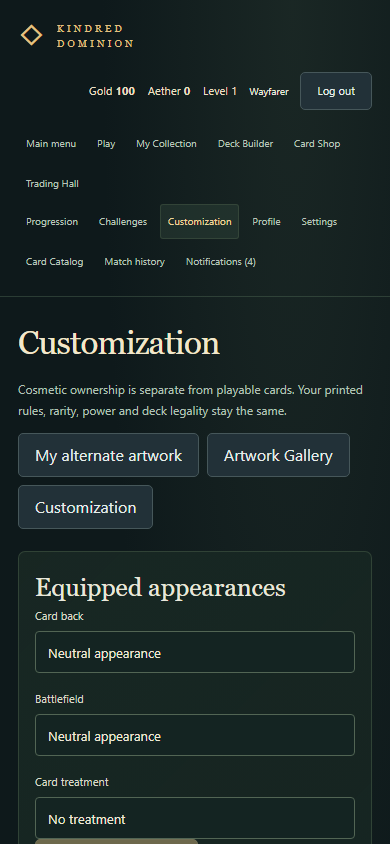 KINDRED
DOMINION
Gold 100 Aether 0 Level 1 Wayfarer Log out
Main menu Play My Collection Deck Builder Card Shop
Trading Hall
Progression Challenges Customization Profile Settings
Card Catalog Match history Notifications (4)
Customization
Cosmetic ownership is separate from playable cards. Your printed
rules, rarity, power and deck legality stay the same.
My alternate artwork Artwork Gallery
Customization
Equipped appearances
Card back
Neutral appearance
Battlefield
Neutral appearance
Card treatment
No treatment